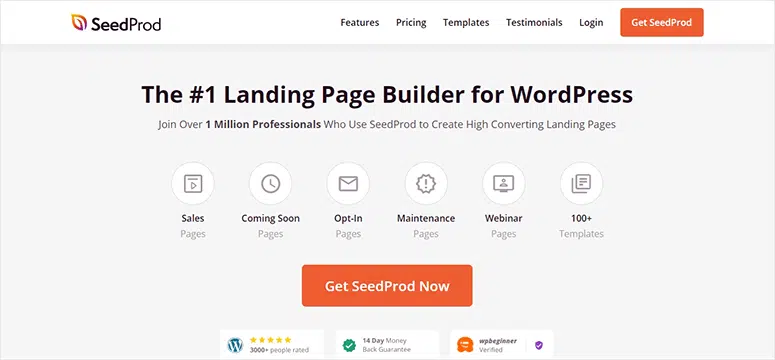 SeedProd
Features Pricing Templates Testimonials Login Get SeedProd
The #1 Landing Page Builder for WordPress
Join Over 1 Million Professionals Who Use SeedProd to Create High Converting Landing Pages
Sales Coming Soon Opt-In Maintenance Webinar 100+
Pages Pages Pages Pages Pages Templates
Get SeedProd Now
14 Day Money wpbeginner
3000+ people rated Back Guarantee Verified